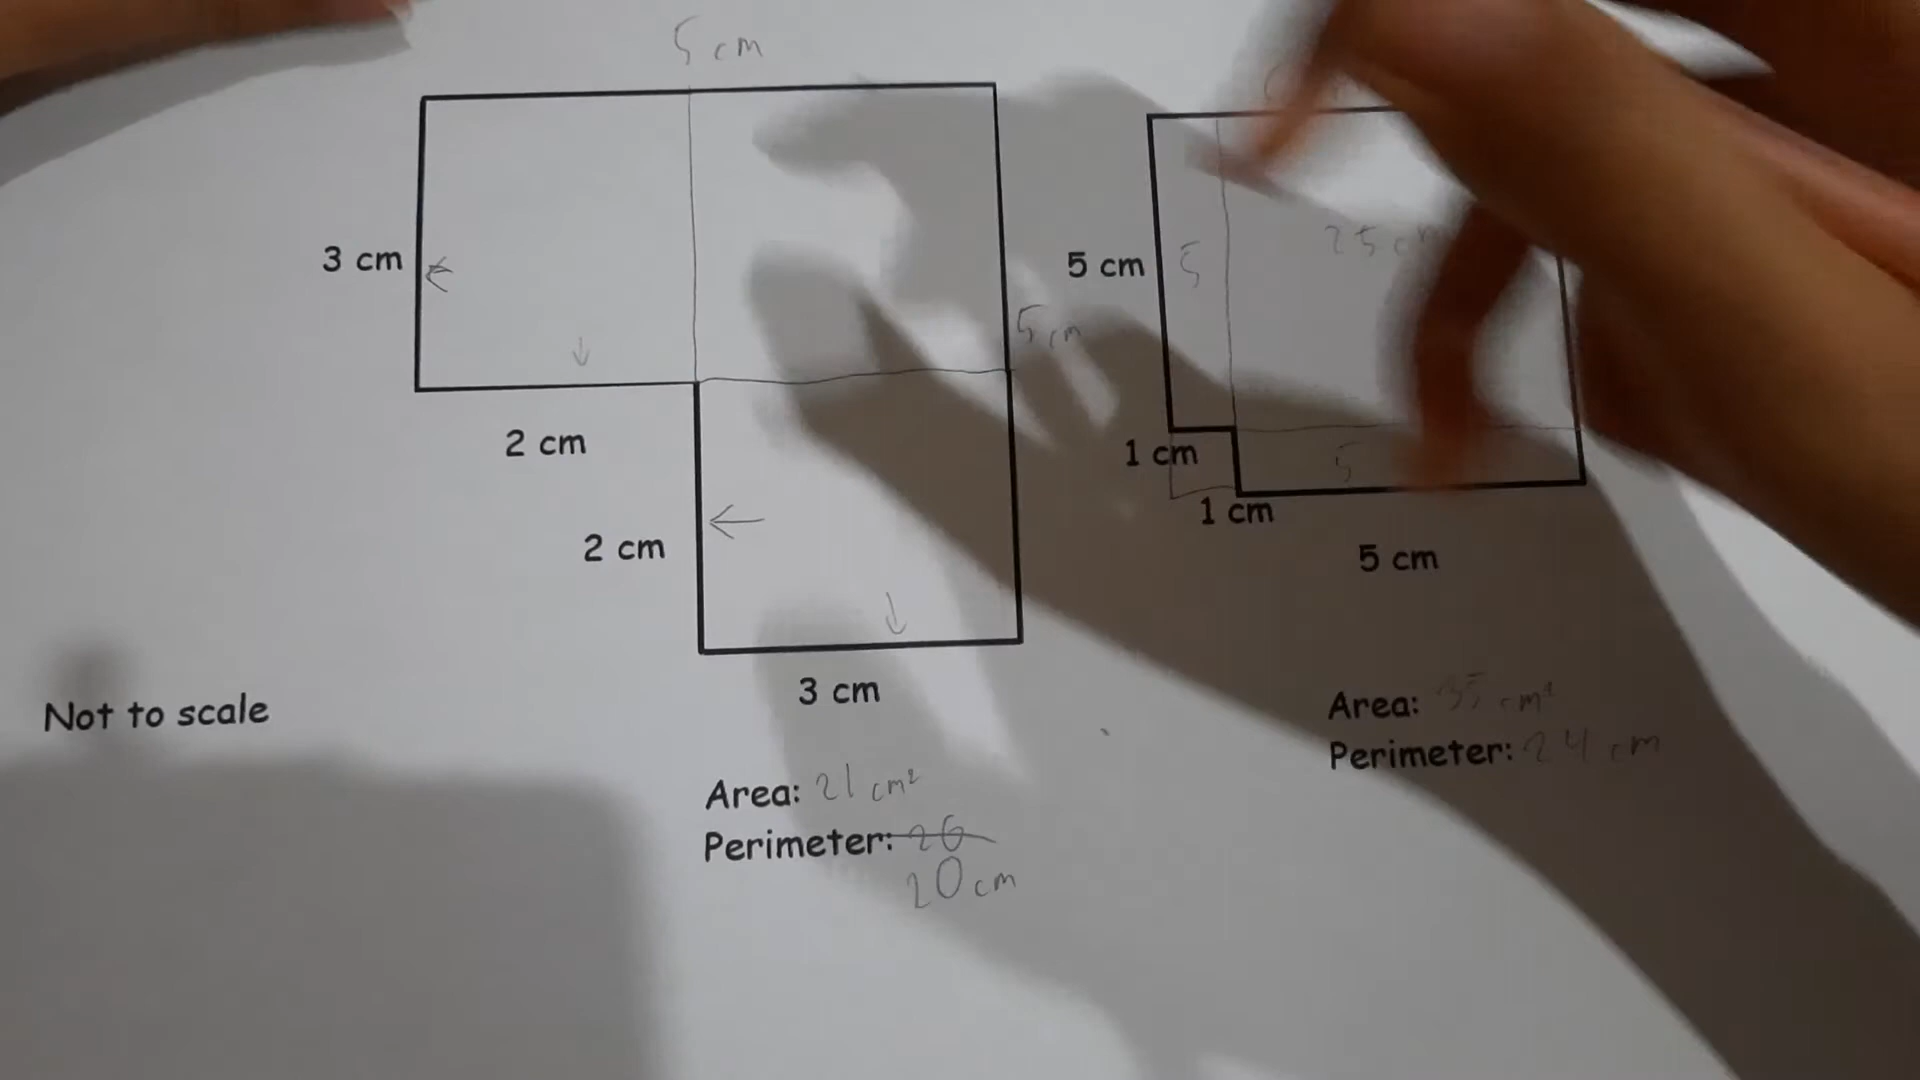 5 cm
3 cm
5 cm
5 cm
5
25 cm
2 cm
1 cm
5
1 cm
2 cm
5 cm
3 cm
Not to scale
Area: 35 cm²
Perimeter: 24 cm
Area: 21 cm²
Perimeter: 26
20 cm